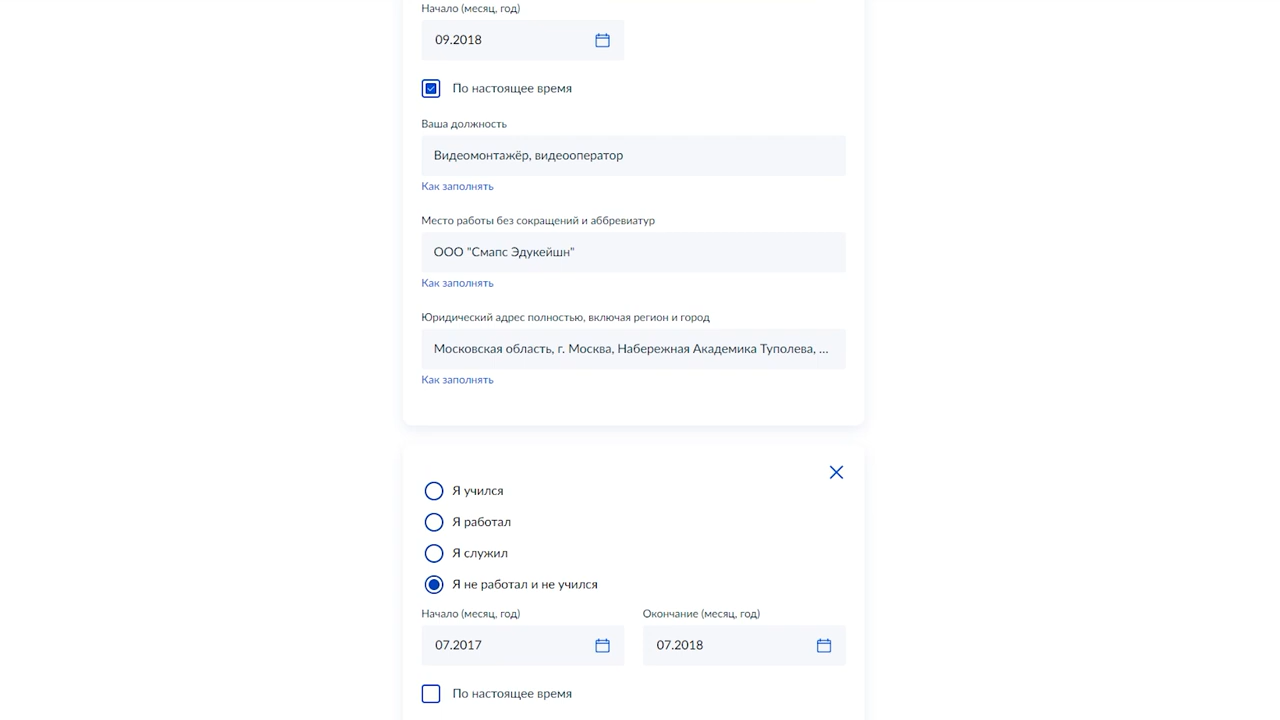 Начало (месяц, год)
09.2018
По настоящее время
Ваша должность
Видеомонтажёр, видеооператор
Как заполнять
Место работы без сокращений и аббревиатур
ООО "Смапс Эдукейшн"
Как заполнять
Юридический адрес полностью, включая регион и город
Московская область, г. Москва, Набережная Академика Туполева, ...
Как заполнять
Я учился
Я работал
Я служил
Я не работал и не учился
Начало (месяц, год) Окончание (месяц, год)
07.2017 07.2018
По настоящее время